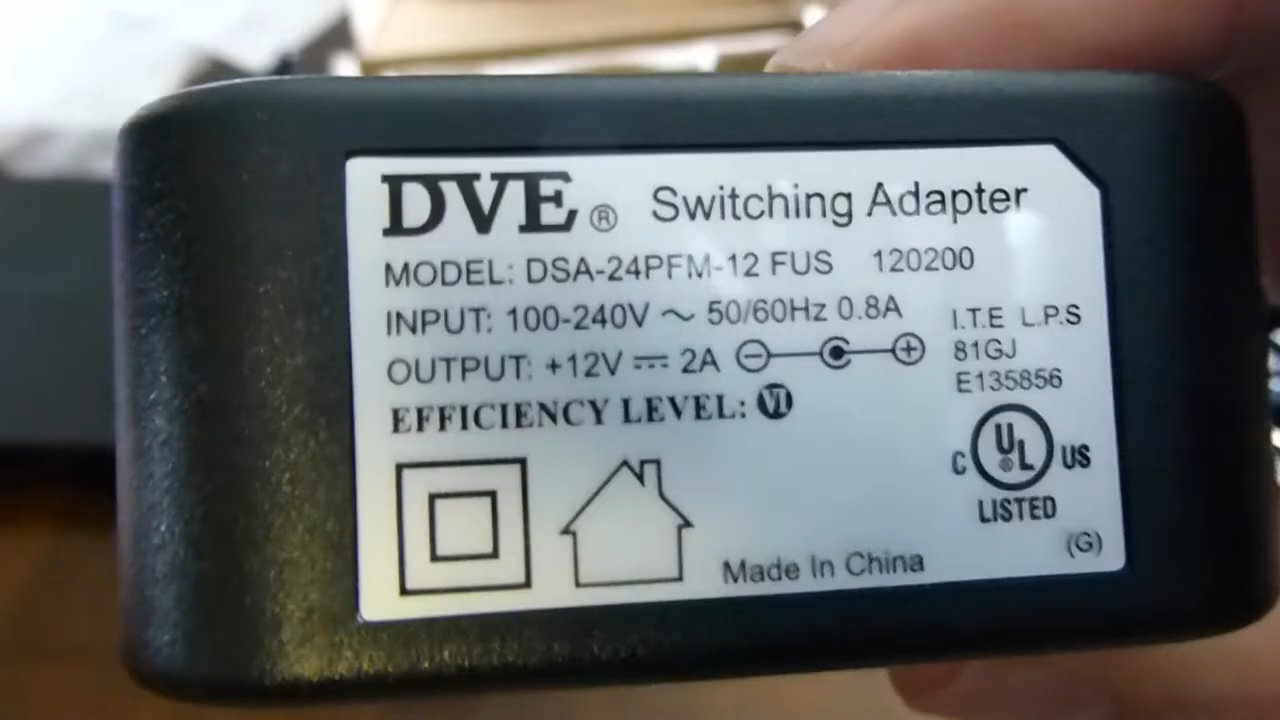 DVE® Switching Adapter
MODEL: DSA-24PFM-12 FUS 120200
INPUT: 100-240V ~ 50/60Hz 0.8A
OUTPUT: +12V ⎓ 2A
EFFICIENCY LEVEL: VI
I.T.E L.P.S
81GJ
E135856
C UL® US
LISTED
Made In China
(G)